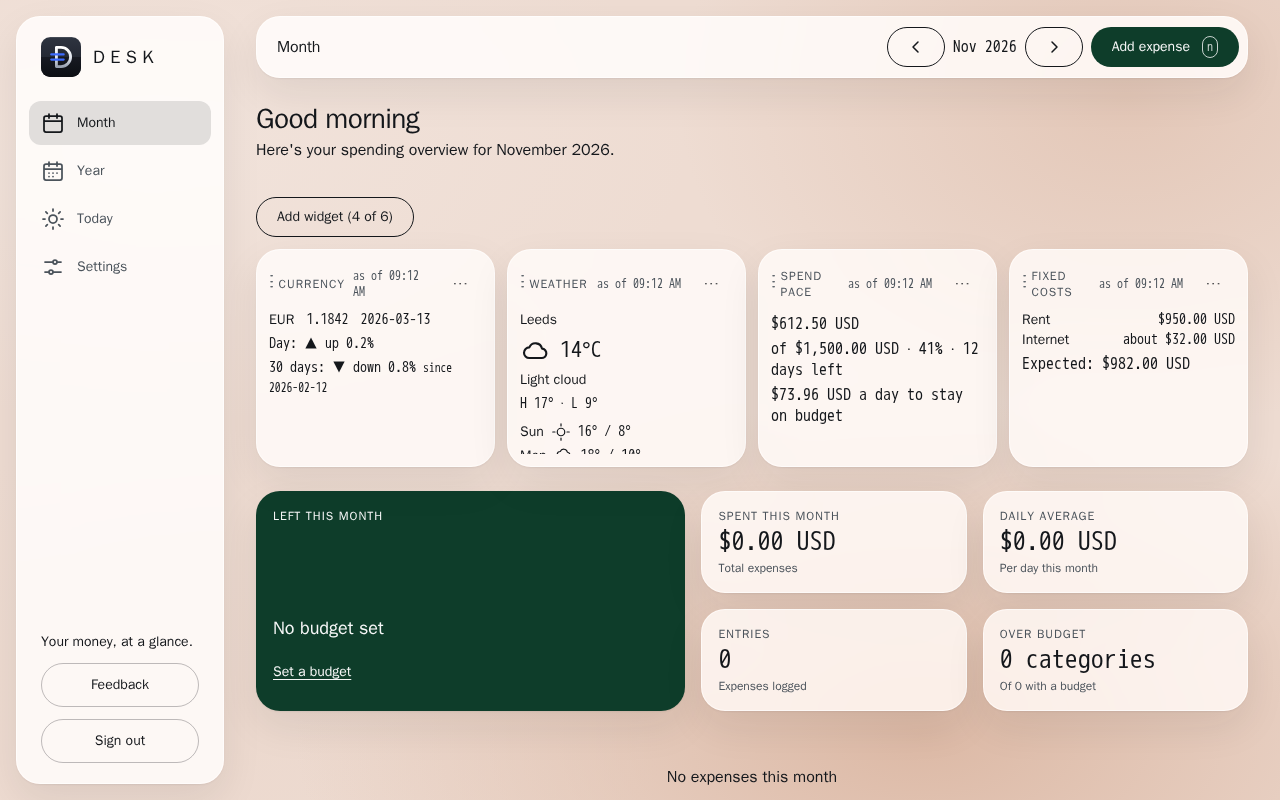 DESK
Month
Year
Today
Settings
Your money, at a glance.
Feedback
Sign out
Month
Nov 2026
Add expense n
Good morning
Here's your spending overview for November 2026.
Add widget (4 of 6)
CURRENCY as of 09:12 AM ...
EUR 1.1842 2026-03-13
Day: ▲ up 0.2%
30 days: ▼ down 0.8% since
2026-02-12
WEATHER as of 09:12 AM ...
Leeds
14°C
Light cloud
H 17° · L 9°
Sun 16° / 8°
Mon 18° / 10°
SPEND PACE as of 09:12 AM ...
$612.50 USD
of $1,500.00 USD · 41% · 12
days left
$73.96 USD a day to stay
on budget
FIXED COSTS as of 09:12 AM ...
Rent $950.00 USD
Internet about $32.00 USD
Expected: $982.00 USD
LEFT THIS MONTH
No budget set
Set a budget
SPENT THIS MONTH
$0.00 USD
Total expenses
DAILY AVERAGE
$0.00 USD
Per day this month
ENTRIES
0
Expenses logged
OVER BUDGET
0 categories
Of 0 with a budget
No expenses this month